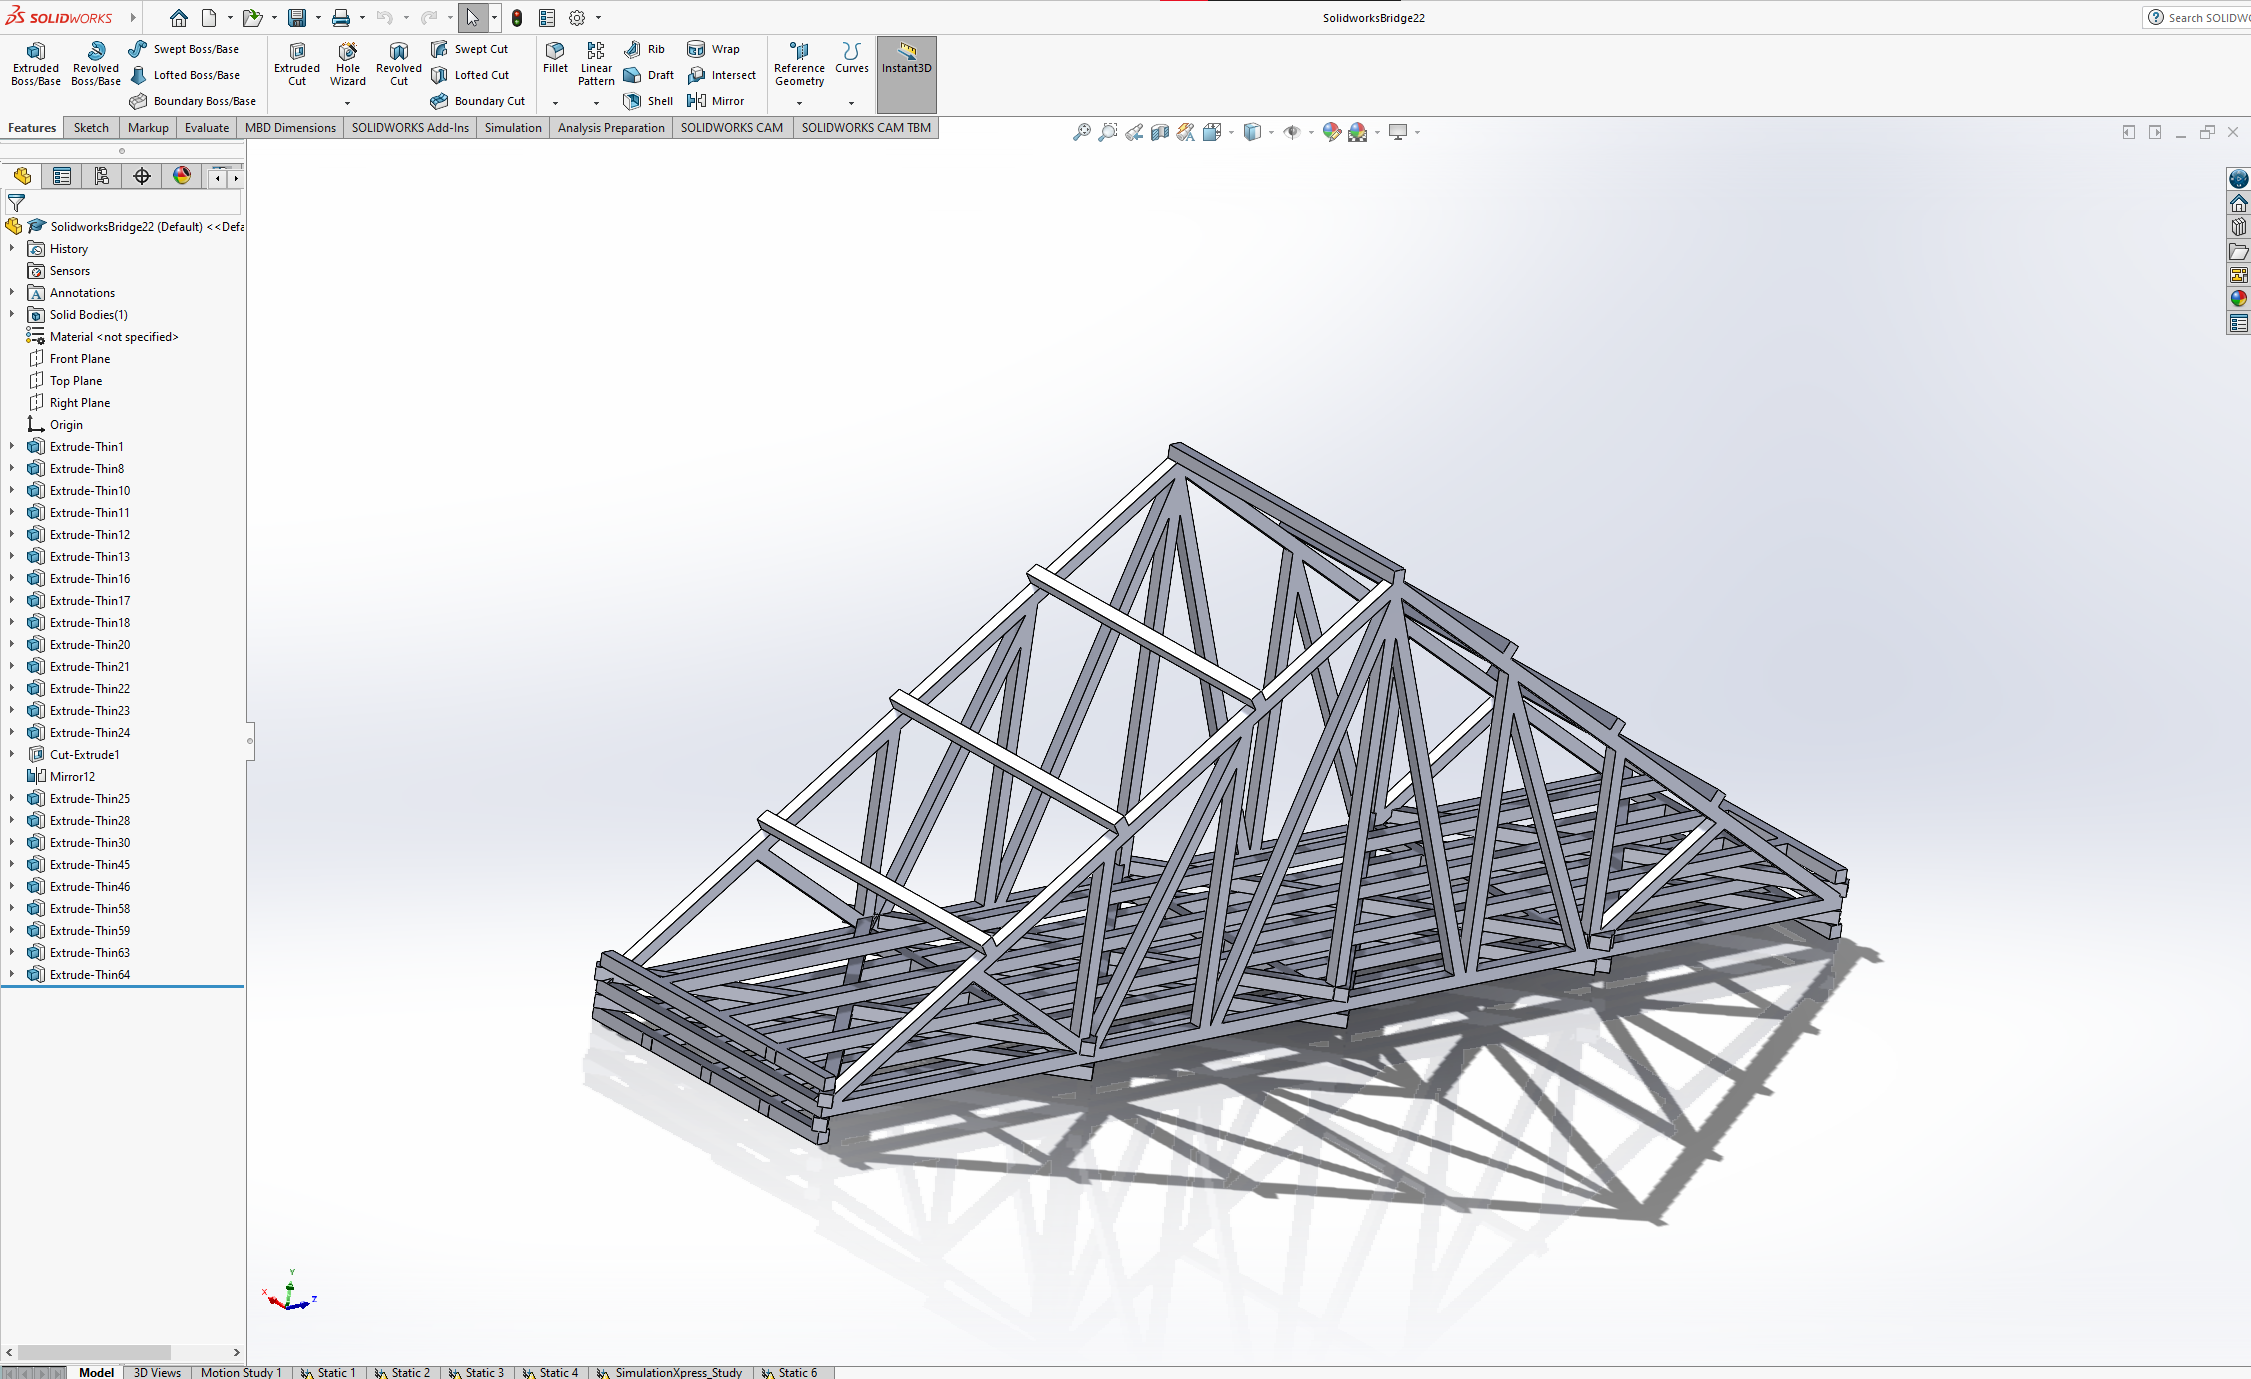 SOLIDWORKS
SolidworksBridge22
Search SOLIDWO
Extruded Boss/Base
Revolved Boss/Base
Swept Boss/Base
Lofted Boss/Base
Boundary Boss/Base
Extruded Cut
Hole Wizard
Revolved Cut
Swept Cut
Lofted Cut
Boundary Cut
Fillet
Linear Pattern
Rib
Draft
Shell
Wrap
Intersect
Mirror
Reference Geometry
Curves
Instant3D
Features
Sketch
Markup
Evaluate
MBD Dimensions
SOLIDWORKS Add-Ins
Simulation
Analysis Preparation
SOLIDWORKS CAM
SOLIDWORKS CAM TBM
SolidworksBridge22 (Default) <<Defa
History
Sensors
Annotations
Solid Bodies(1)
Material <not specified>
Front Plane
Top Plane
Right Plane
Origin
Extrude-Thin1
Extrude-Thin8
Extrude-Thin10
Extrude-Thin11
Extrude-Thin12
Extrude-Thin13
Extrude-Thin16
Extrude-Thin17
Extrude-Thin18
Extrude-Thin20
Extrude-Thin21
Extrude-Thin22
Extrude-Thin23
Extrude-Thin24
Cut-Extrude1
Mirror12
Extrude-Thin25
Extrude-Thin28
Extrude-Thin30
Extrude-Thin45
Extrude-Thin46
Extrude-Thin58
Extrude-Thin59
Extrude-Thin63
Extrude-Thin64
Y
X
Z
Model
3D Views
Motion Study 1
Static 1
Static 2
Static 3
Static 4
SimulationXpress_Study
Static 6